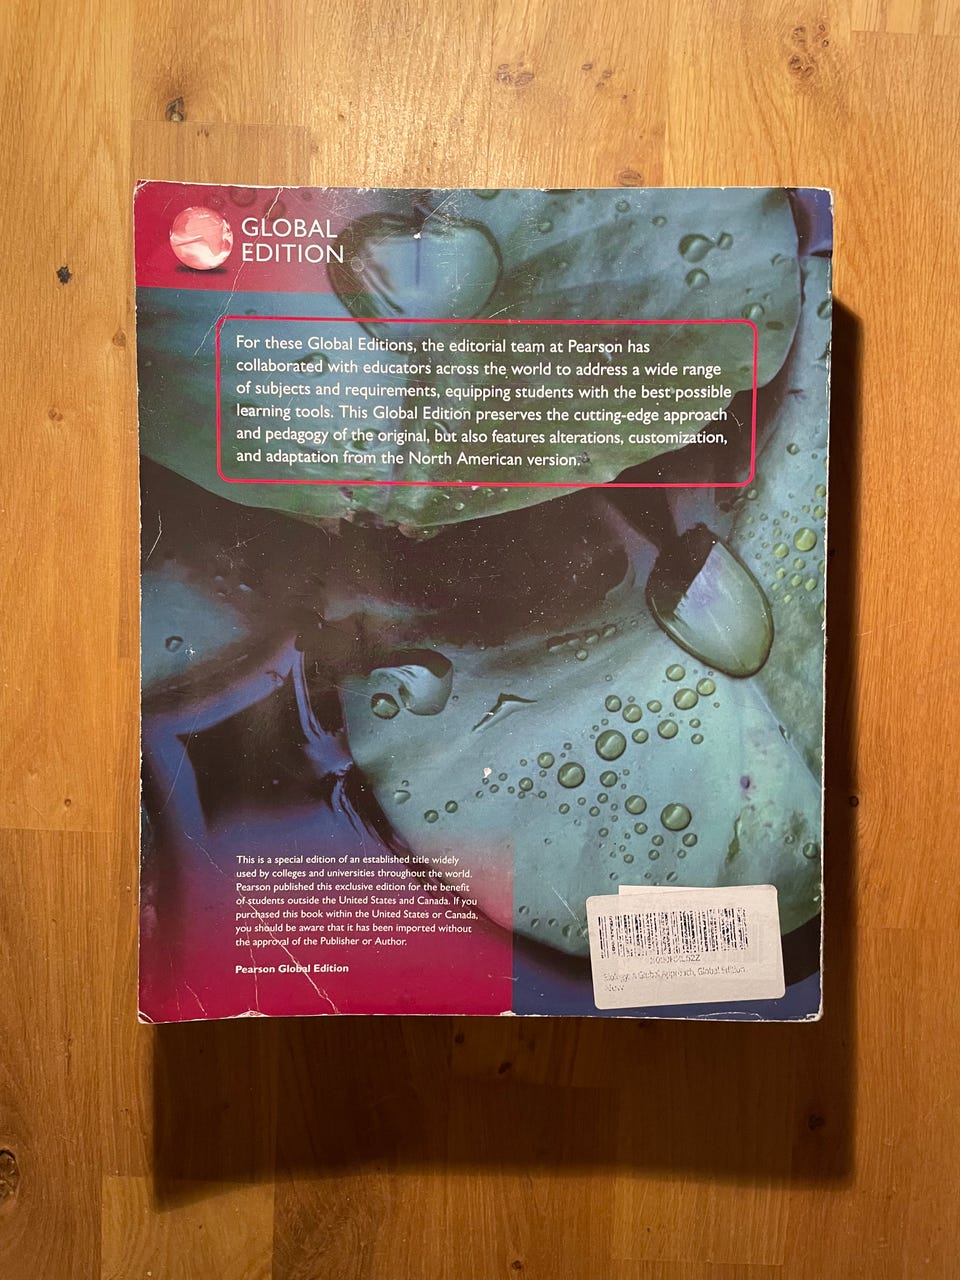 GLOBAL
EDITION
For these Global Editions, the editorial team at Pearson has
collaborated with educators across the world to address a wide range
of subjects and requirements, equipping students with the best possible
learning tools. This Global Edition preserves the cutting-edge approach
and pedagogy of the original, but also features alterations, customization,
and adaptation from the North American version.
This is a special edition of an established title widely
used by colleges and universities throughout the world.
Pearson published this exclusive edition for the benefit
of students outside the United States and Canada. If you
purchased this book within the United States or Canada,
you should be aware that it has been imported without
the approval of the Publisher or Author.
Pearson Global Edition
Biology: A Global Approach, Global Edition
New